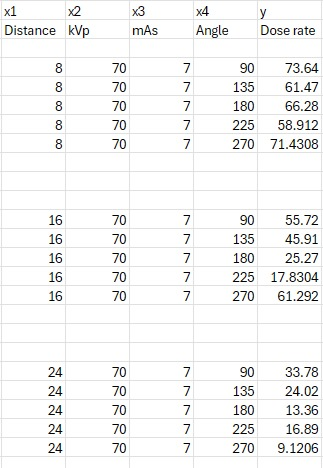 x1 x2 x3 x4 y
Distance kVp mAs Angle Dose rate
8 70 7 90 73.64
8 70 7 135 61.47
8 70 7 180 66.28
8 70 7 225 58.912
8 70 7 270 71.4308
16 70 7 90 55.72
16 70 7 135 45.91
16 70 7 180 25.27
16 70 7 225 17.8304
16 70 7 270 61.292
24 70 7 90 33.78
24 70 7 135 24.02
24 70 7 180 13.36
24 70 7 225 16.89
24 70 7 270 9.1206